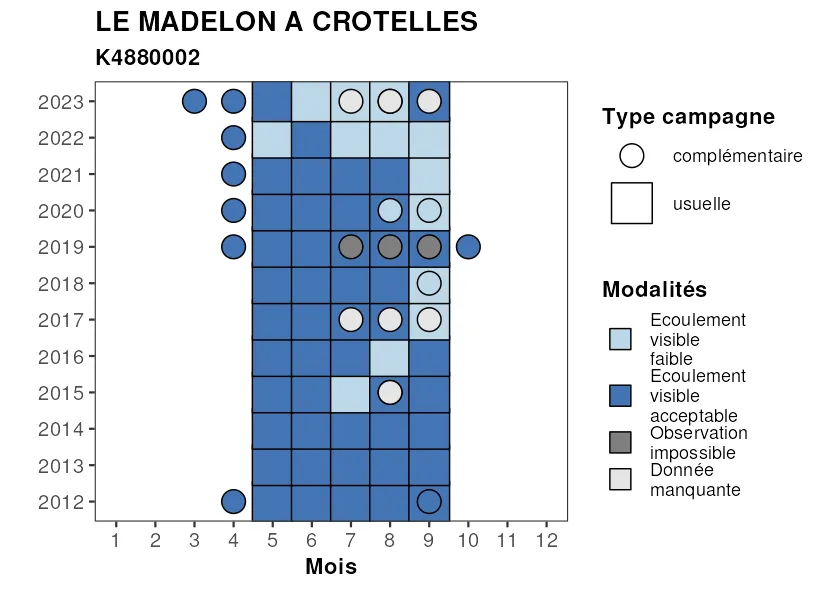 LE MADELON A CROTELLES
K4880002
2023
2022
2021
2020
2019
2018
2017
2016
2015
2014
2013
2012
1 2 3 4 5 6 7 8 9 10 11 12
Mois
Type campagne
complémentaire
usuelle
Modalités
Ecoulement
visible
faible
Ecoulement
visible
acceptable
Observation
impossible
Donnée
manquante